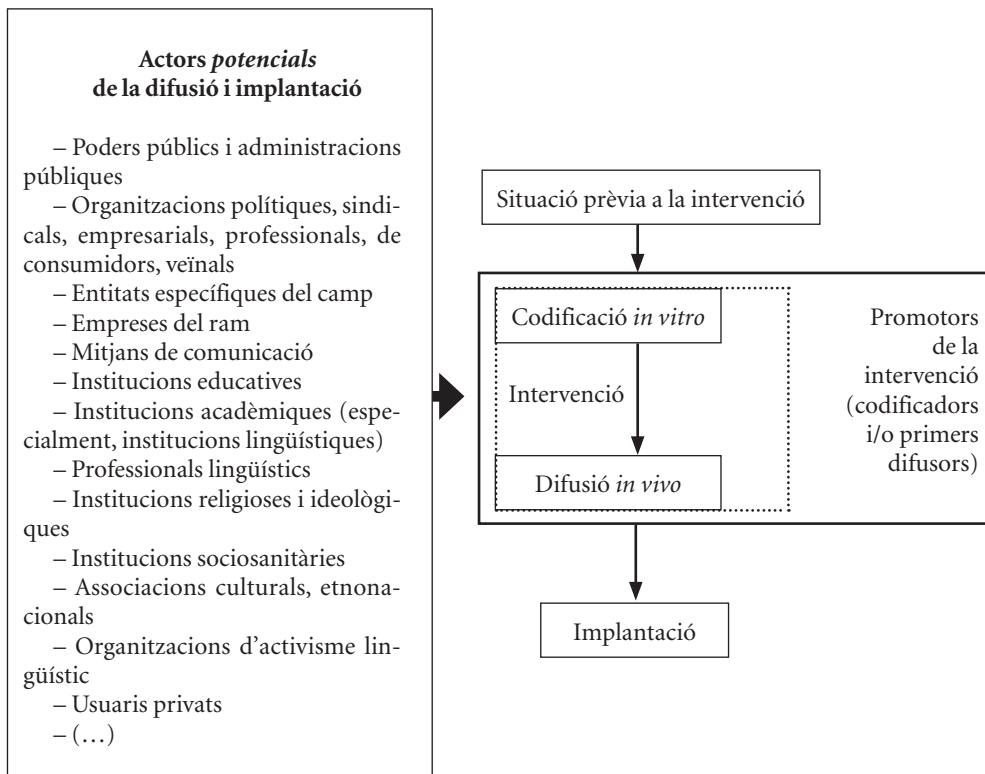 Actors potencials
de la difusió i implantació
– Poders públics i administracions
públiques
– Organitzacions polítiques, sindi-
cals, empresarials, professionals, de
consumidors, veïnals
– Entitats específiques del camp
– Empreses del ram
– Mitjans de comunicació
– Institucions educatives
– Institucions acadèmiques (espe-
cialment, institucions lingüístiques)
– Professionals lingüístics
– Institucions religioses i ideològi-
ques
– Institucions sociosanitàries
– Associacions culturals, etnona-
cionals
– Organitzacions d’activisme lin-
güístic
– Usuaris privats
– (…)
Situació prèvia a la intervenció
Codificació in vitro
Intervenció
Difusió in vivo
Promotors
de la
intervenció
(codificadors
i/o primers
difusors)
Implantació